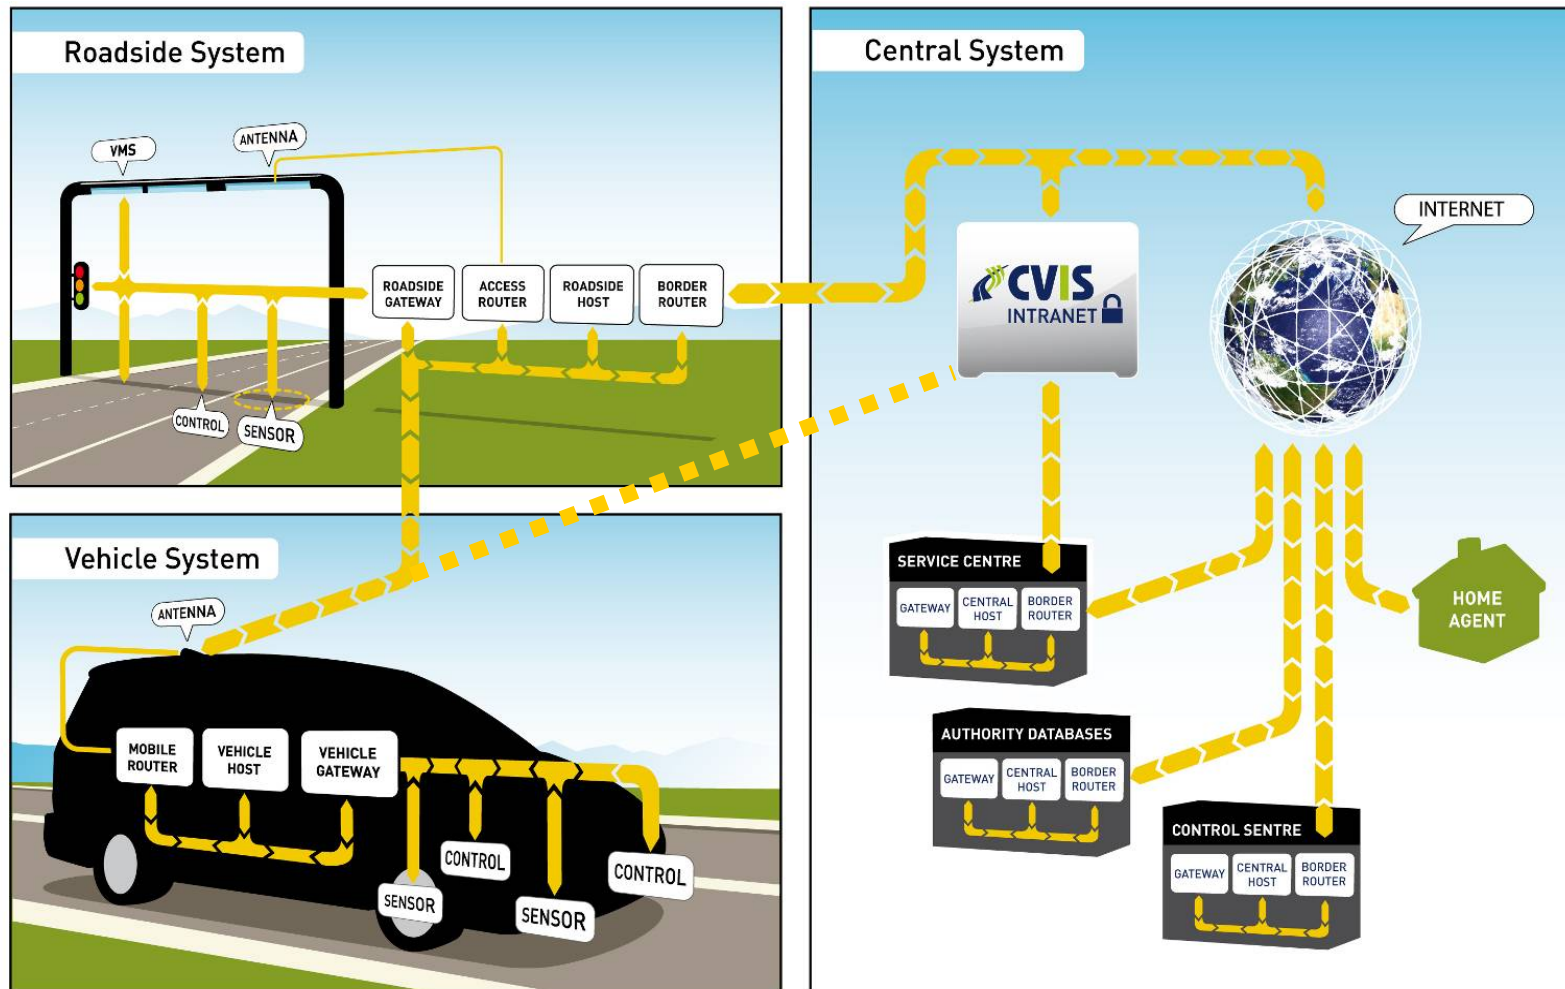 Roadside System
VMS
ANTENNA
ROADSIDE
GATEWAY
ACCESS
ROUTER
ROADSIDE
HOST
BORDER
ROUTER
CONTROL
SENSOR
Vehicle System
ANTENNA
MOBILE
ROUTER
VEHICLE
HOST
VEHICLE
GATEWAY
SENSOR
CONTROL
SENSOR
CONTROL
Central System
INTERNET
CVIS
INTRANET
SERVICE CENTRE
GATEWAY
CENTRAL
HOST
BORDER
ROUTER
HOME
AGENT
AUTHORITY DATABASES
GATEWAY
CENTRAL
HOST
BORDER
ROUTER
CONTROL SENTRE
GATEWAY
CENTRAL
HOST
BORDER
ROUTER